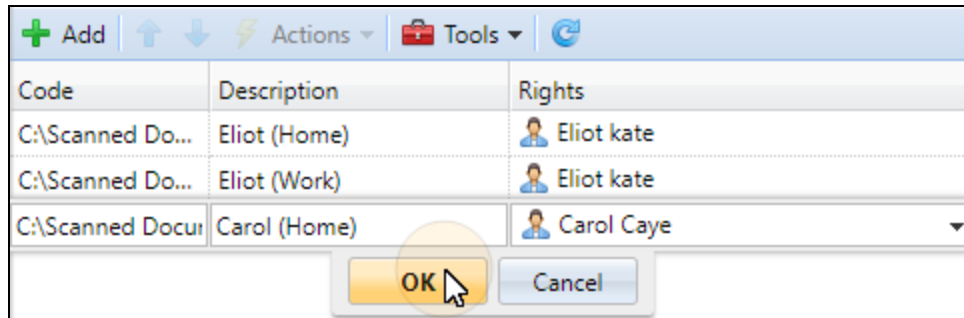 Add Actions Tools
Code Description Rights
C:\Scanned Do... Eliot (Home) Eliot kate
C:\Scanned Do... Eliot (Work) Eliot kate
C:\Scanned Docu Carol (Home) Carol Caye
OK Cancel